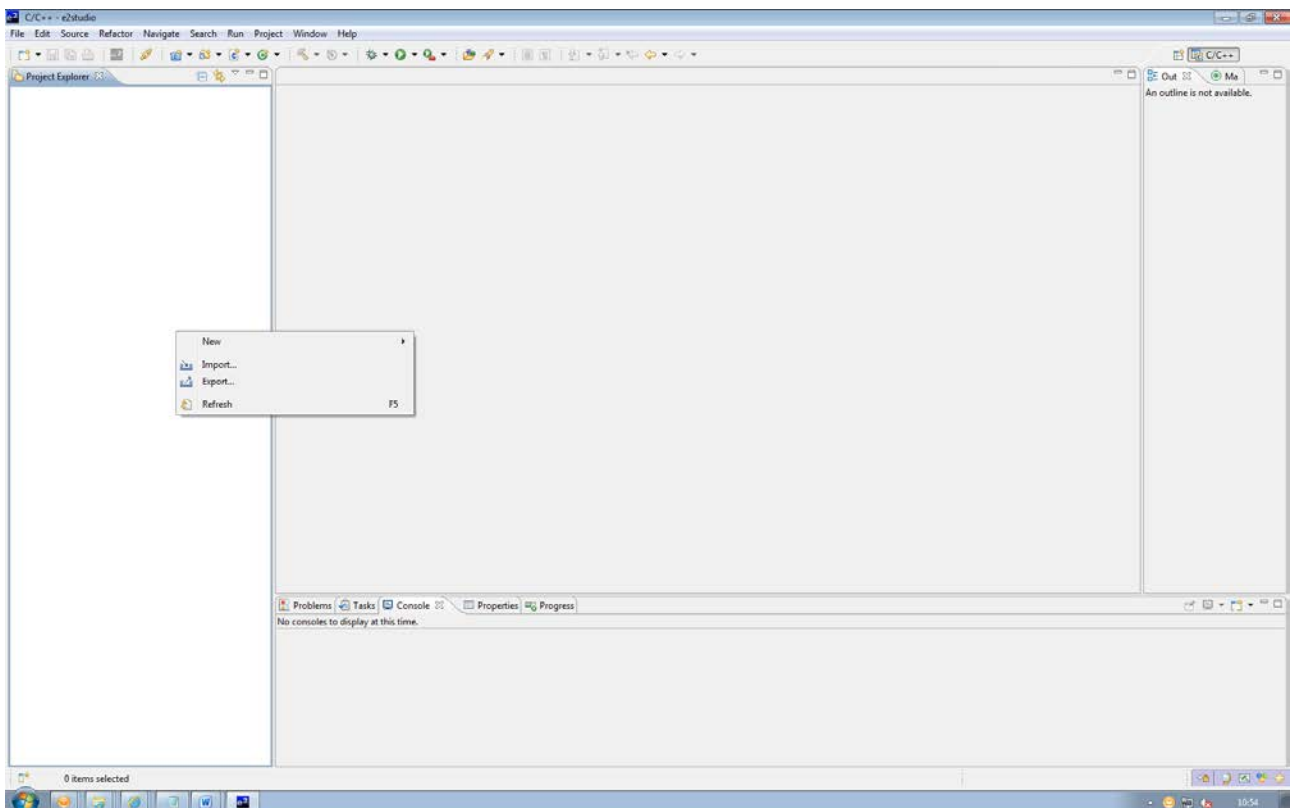 C/C++ - e2studio
File Edit Source Refactor Navigate Search Run Project Window Help
C/C++
Project Explorer
Out Ma
An outline is not available.
New
Import...
Export...
Refresh F5
Problems Tasks Console Properties Progress
No consoles to display at this time.
0 items selected
10:54